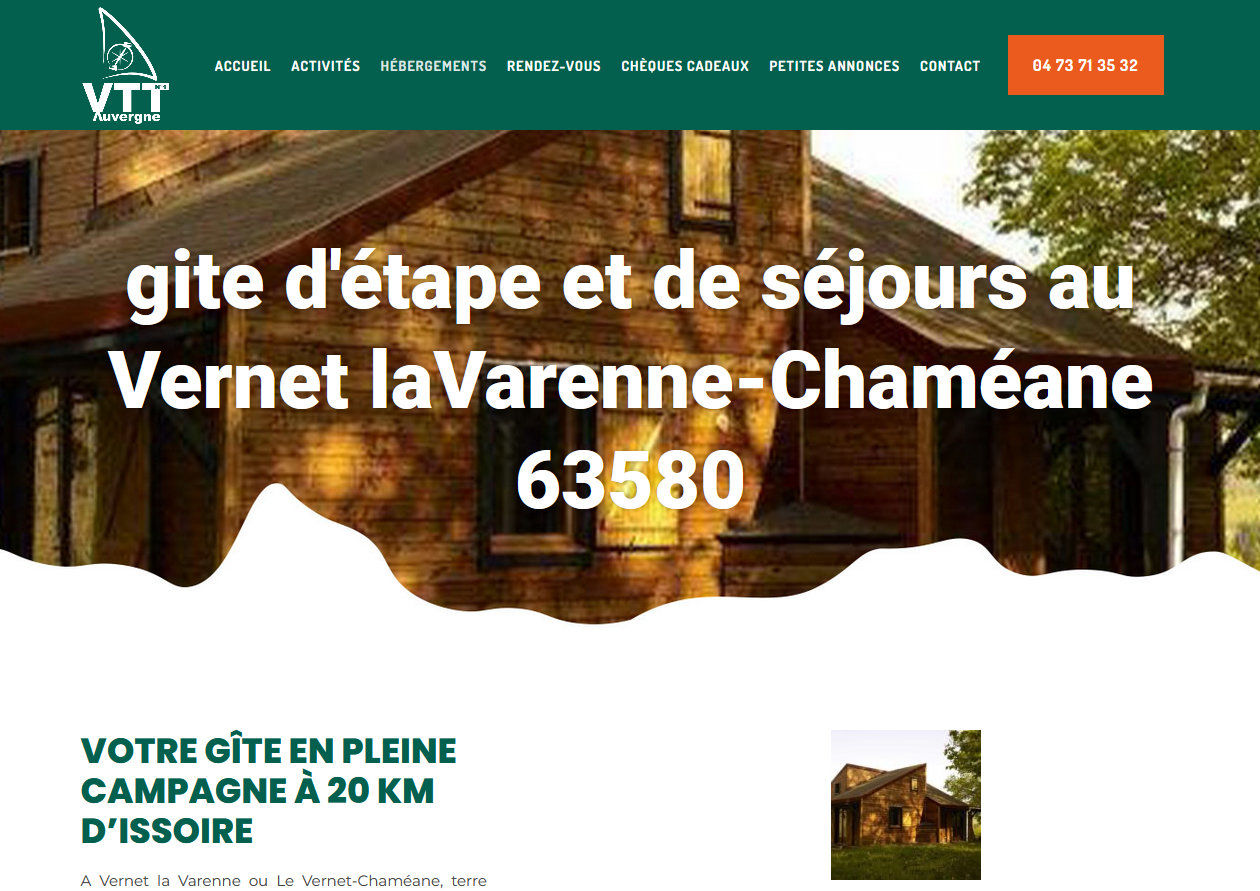 VTT
N°1
Auvergne
ACCUEIL
ACTIVITÉS
HÉBERGEMENTS
RENDEZ-VOUS
CHÈQUES CADEAUX
PETITES ANNONCES
CONTACT
04 73 71 35 32
gite d'étape et de séjours au
Vernet laVarenne-Chaméane
63580
VOTRE GÎTE EN PLEINE
CAMPAGNE À 20 KM
D’ISSOIRE
A Vernet la Varenne ou Le Vernet-Chaméane, terre